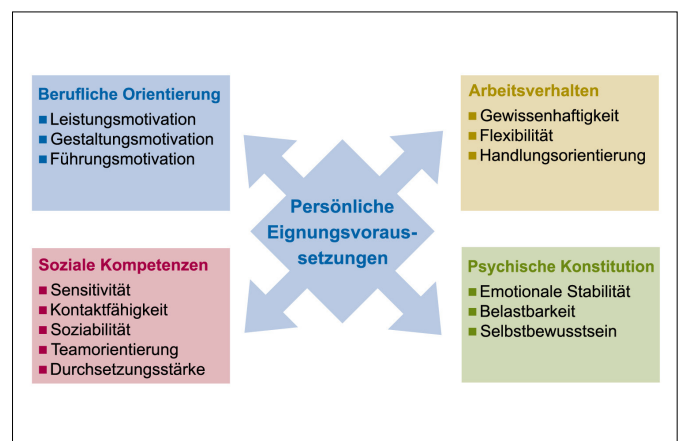 Berufliche Orientierung
■ Leistungsmotivation
■ Gestaltungsmotivation
■ Führungsmotivation
Arbeitsverhalten
■ Gewissenhaftigkeit
■ Flexibilität
■ Handlungsorientierung
Persönliche
Eignungsvoraus-
setzungen
Soziale Kompetenzen
■ Sensitivität
■ Kontaktfähigkeit
■ Soziabilität
■ Teamorientierung
■ Durchsetzungsstärke
Psychische Konstitution
■ Emotionale Stabilität
■ Belastbarkeit
■ Selbstbewusstsein